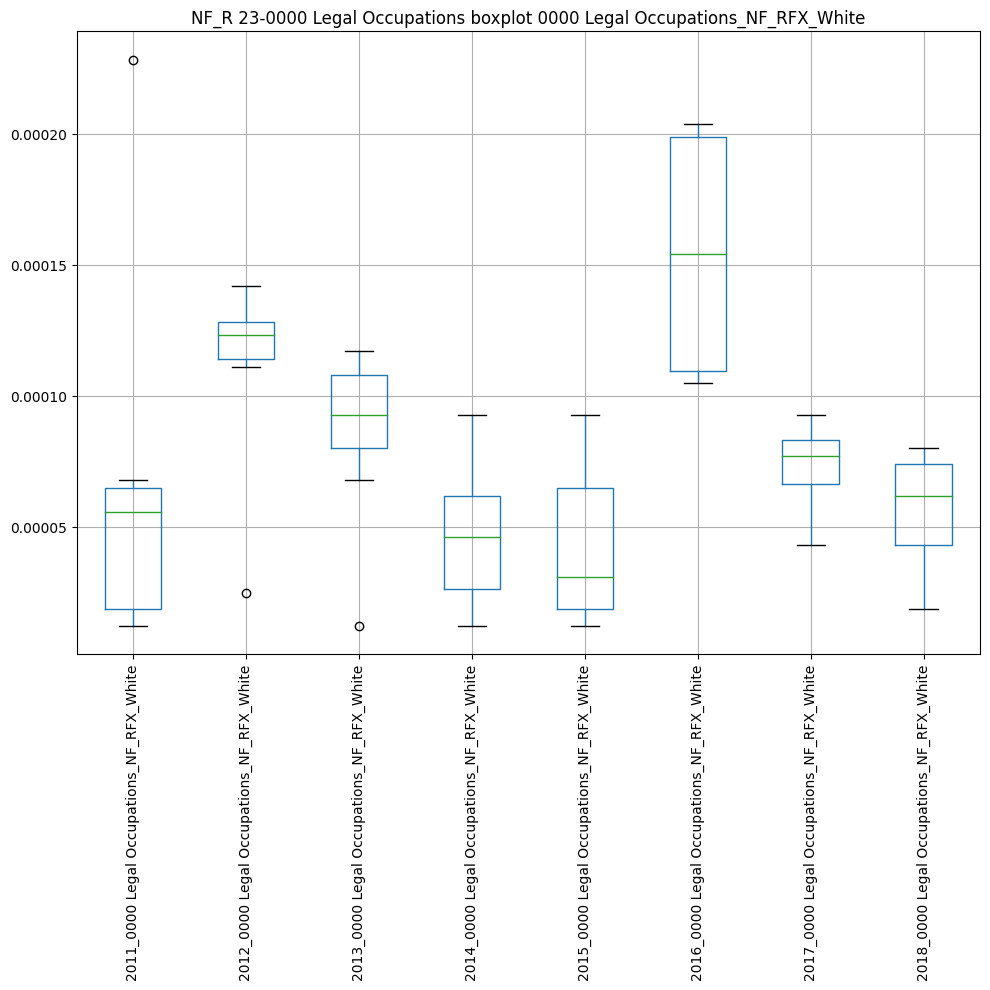 NF_R 23-0000 Legal Occupations boxplot 0000 Legal Occupations_NF_RFX_White
0.00020
0.00015
0.00010
0.00005
2011_0000 Legal Occupations_NF_RFX_White
2012_0000 Legal Occupations_NF_RFX_White
2013_0000 Legal Occupations_NF_RFX_White
2014_0000 Legal Occupations_NF_RFX_White
2015_0000 Legal Occupations_NF_RFX_White
2016_0000 Legal Occupations_NF_RFX_White
2017_0000 Legal Occupations_NF_RFX_White
2018_0000 Legal Occupations_NF_RFX_White